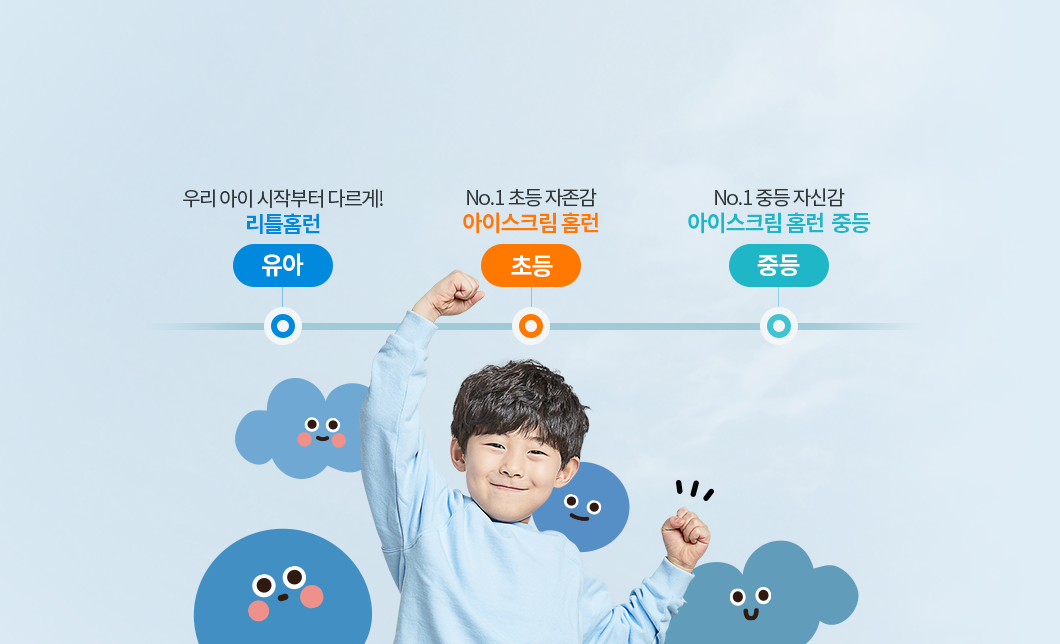 우리 아이 시작부터 다르게!
리틀홈런
유아
No.1 초등 자존감
아이스크림 홈런
초등
No.1 중등 자신감
아이스크림 홈런 중등
중등